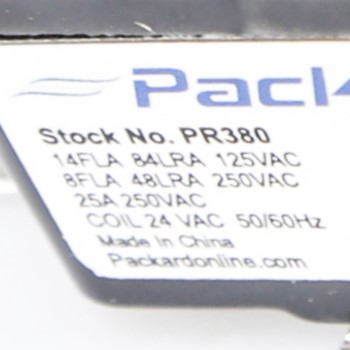 Pack
Stock No. PR380
14FLA 84LRA 125VAC
8FLA 48LRA 250VAC
25A 250VAC
COIL 24 VAC 50/60Hz
Made in China
Packardonline.com